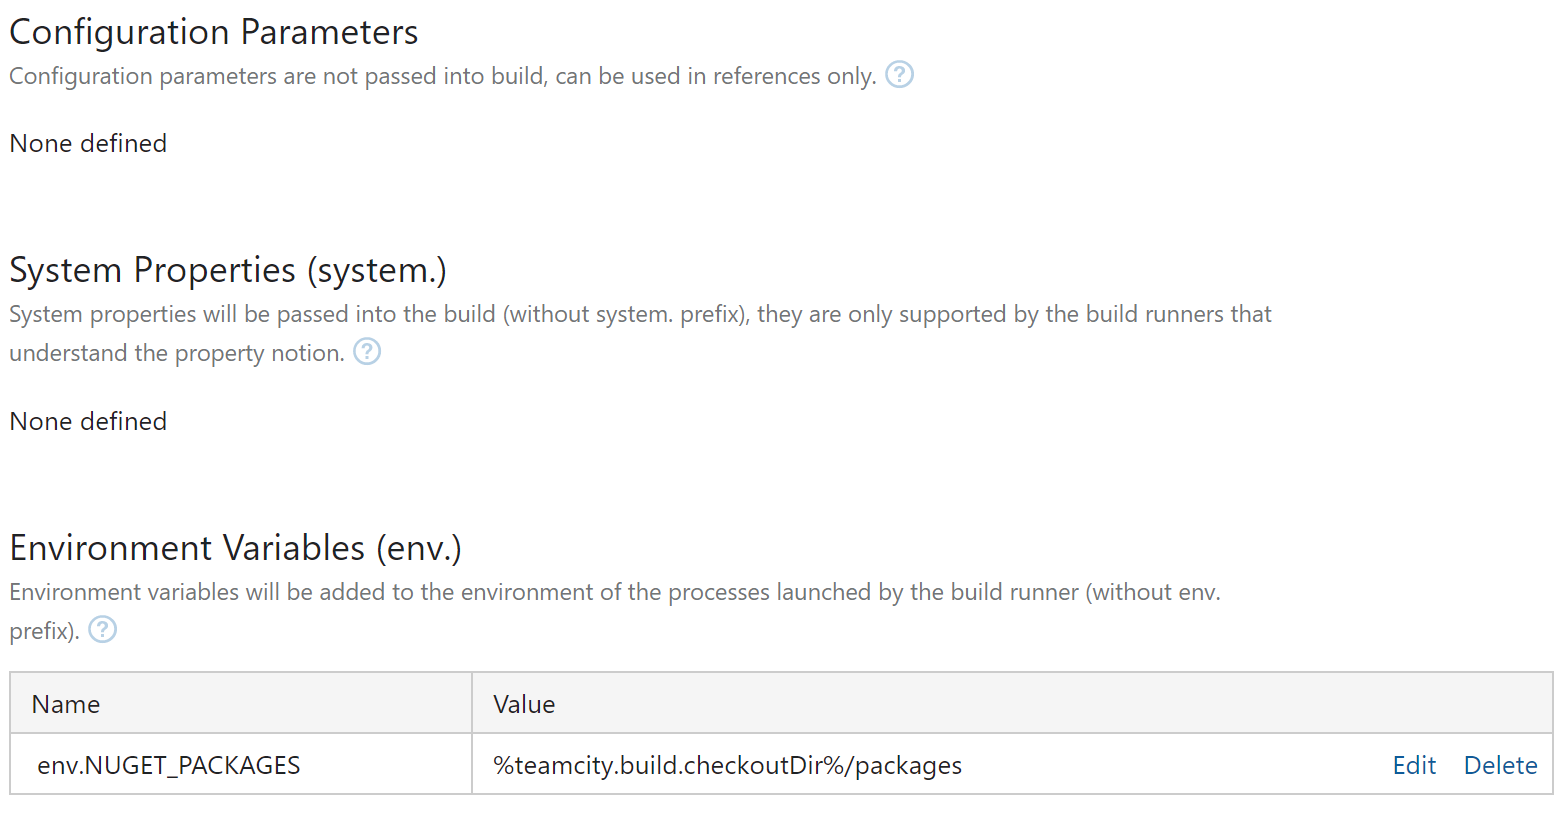 Configuration Parameters
Configuration parameters are not passed into build, can be used in references only. ?
None defined
System Properties (system.)
System properties will be passed into the build (without system. prefix), they are only supported by the build runners that
understand the property notion. ?
None defined
Environment Variables (env.)
Environment variables will be added to the environment of the processes launched by the build runner (without env.
prefix). ?
Name Value
env.NUGET_PACKAGES %teamcity.build.checkoutDir%/packages Edit Delete